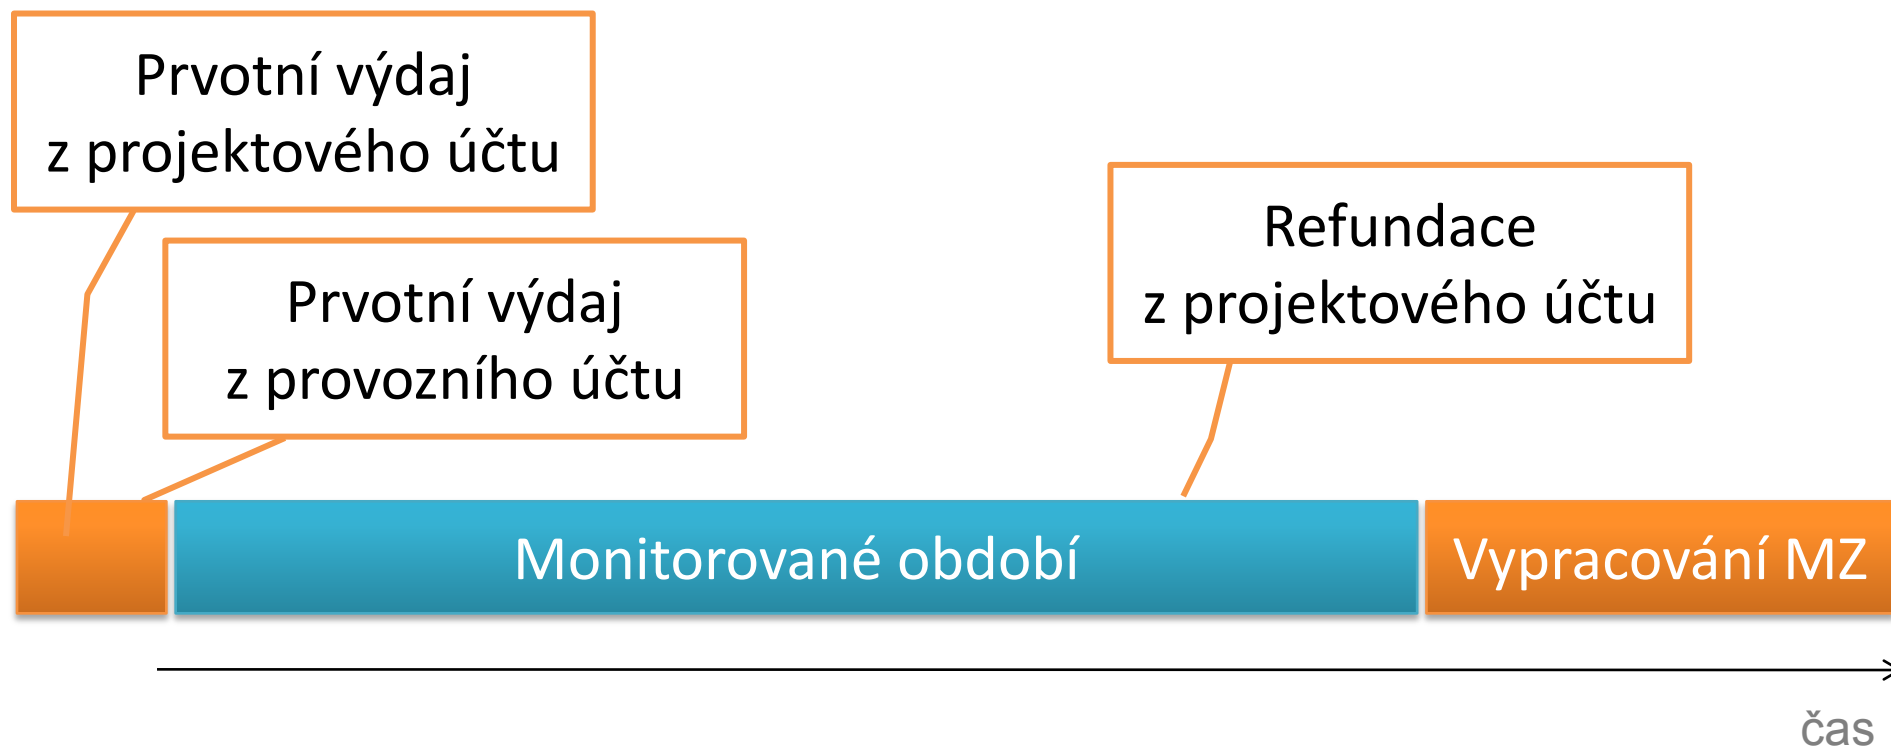 Prvotní výdaj
z projektového účtu
Prvotní výdaj
z provozního účtu
Refundace
z projektového účtu
Monitorované období
Vypracování MZ
čas